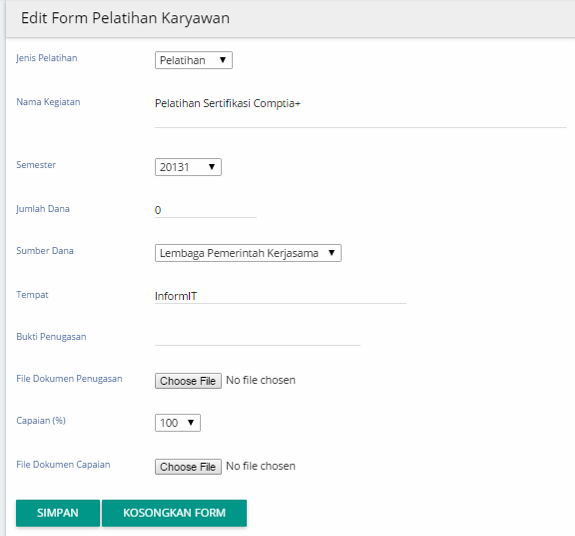 Edit Form Pelatihan Karyawan
Jenis Pelatihan Pelatihan
Nama Kegiatan Pelatihan Sertifikasi Comptia+
Semester 20131
Jumlah Dana 0
Sumber Dana Lembaga Pemerintah Kerjasama
Tempat InformIT
Bukti Penugasan
File Dokumen Penugasan Choose File No file chosen
Capaian (%) 100
File Dokumen Capaian Choose File No file chosen
SIMPAN KOSONGKAN FORM